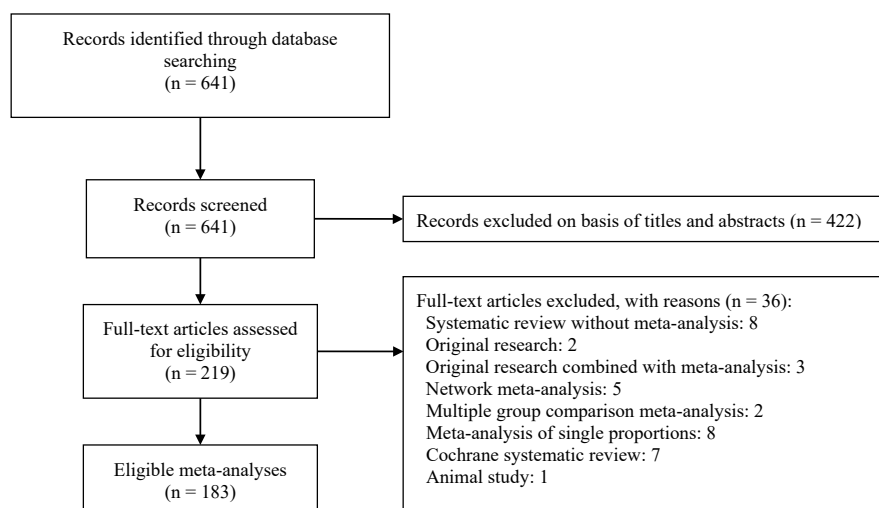 Records identified through database
searching
(n = 641)
Records screened
(n = 641)
Records excluded on basis of titles and abstracts (n = 422)
Full-text articles assessed
for eligibility
(n = 219)
Full-text articles excluded, with reasons (n = 36):
Systematic review without meta-analysis: 8
Original research: 2
Original research combined with meta-analysis: 3
Network meta-analysis: 5
Multiple group comparison meta-analysis: 2
Meta-analysis of single proportions: 8
Cochrane systematic review: 7
Animal study: 1
Eligible meta-analyses
(n = 183)